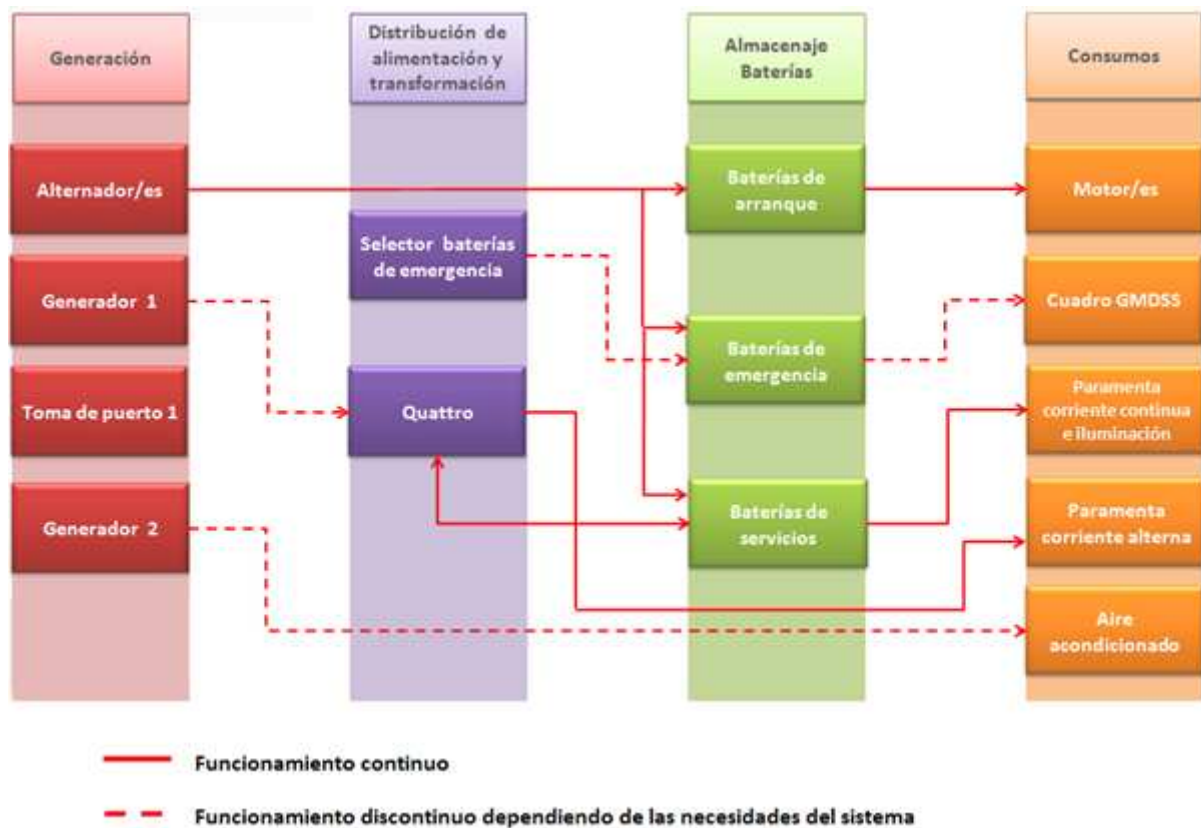 Generación
Distribución de
alimentación y
transformación
Almacenaje
Baterías
Consumos
Alternador/es
Generador 1
Toma de puerto 1
Generador 2
Selector baterías
de emergencia
Quattro
Baterías de
arranque
Baterías de
emergencia
Baterías de
servicios
Motor/es
Cuadro GMDSS
Paramenta
corriente continua
e iluminación
Paramenta
corriente alterna
Aire
acondicionado
Funcionamiento continuo
Funcionamiento discontinuo dependiendo de las necesidades del sistema